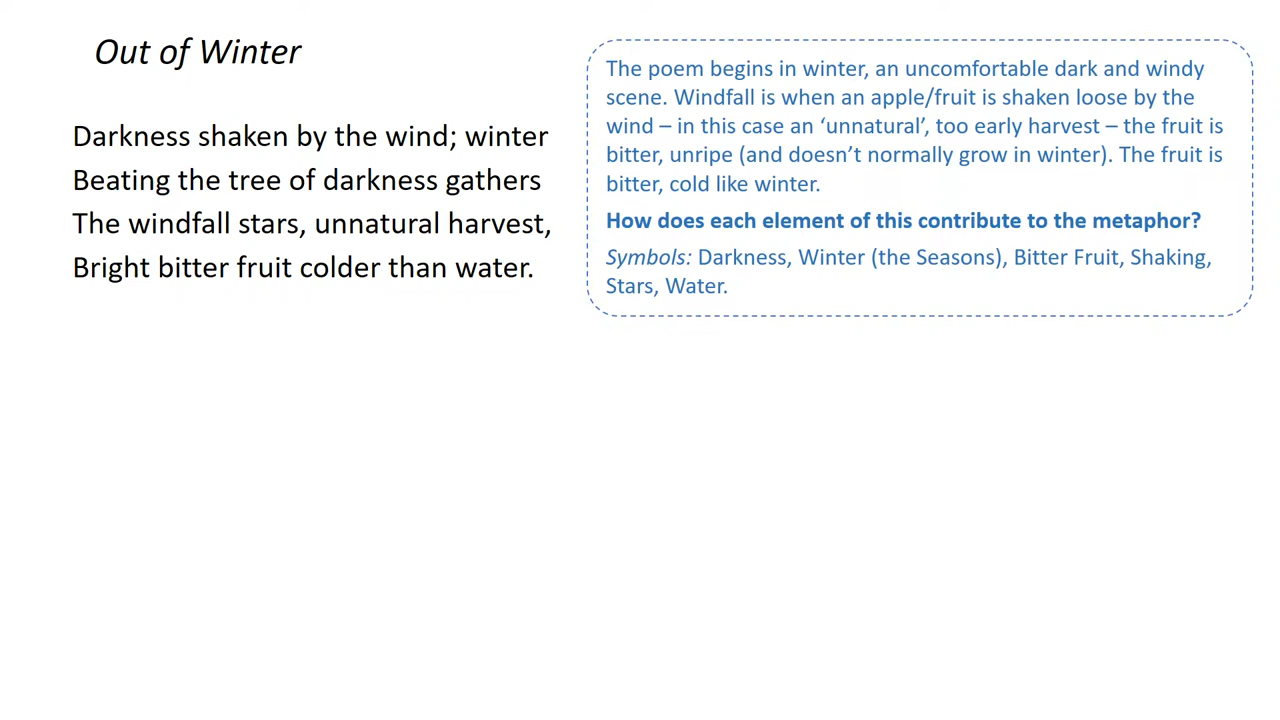 Out of Winter
Darkness shaken by the wind; winter
Beating the tree of darkness gathers
The windfall stars, unnatural harvest,
Bright bitter fruit colder than water.
The poem begins in winter, an uncomfortable dark and windy
scene. Windfall is when an apple/fruit is shaken loose by the
wind – in this case an ‘unnatural’, too early harvest – the fruit is
bitter, unripe (and doesn’t normally grow in winter). The fruit is
bitter, cold like winter.
How does each element of this contribute to the metaphor?
Symbols: Darkness, Winter (the Seasons), Bitter Fruit, Shaking,
Stars, Water.